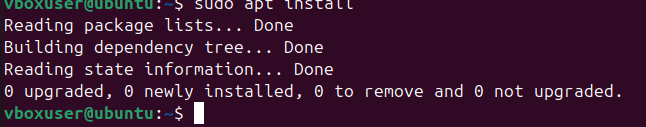 vboxuser@ubuntu:~$ sudo apt install
Reading package lists... Done
Building dependency tree... Done
Reading state information... Done
0 upgraded, 0 newly installed, 0 to remove and 0 not upgraded.
vboxuser@ubuntu:~$